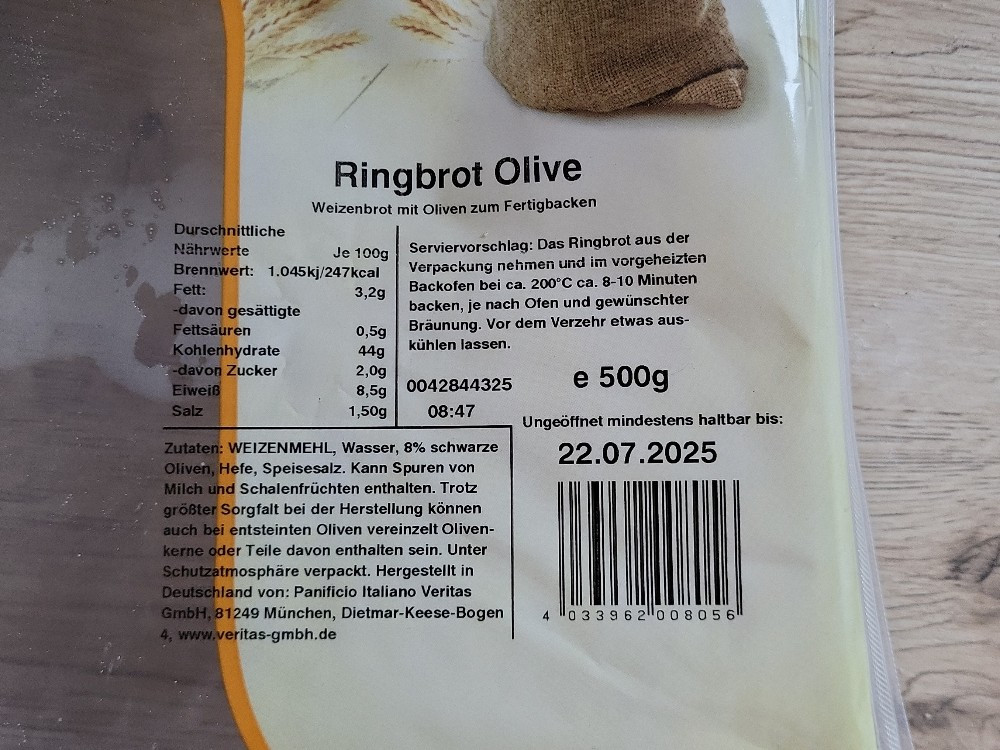 Ringbrot Olive
Weizenbrot mit Oliven zum Fertigbacken
Durschnittliche
Nährwerte Je 100g
Brennwert: 1.045kj/247kcal
Fett: 3,2g
-davon gesättigte
Fettsäuren 0,5g
Kohlenhydrate 44g
-davon Zucker 2,0g
Eiweiß 8,5g
Salz 1,50g
Serviervorschlag: Das Ringbrot aus der
Verpackung nehmen und im vorgeheizten
Backofen bei ca. 200°C ca. 8-10 Minuten
backen, je nach Ofen und gewünschter
Bräunung. Vor dem Verzehr etwas aus-
kühlen lassen.
0042844325 e 500g
08:47
Ungeöffnet mindestens haltbar bis:
22.07.2025
Zutaten: WEIZENMEHL, Wasser, 8% schwarze
Oliven, Hefe, Speisesalz. Kann Spuren von
Milch und Schalenfrüchten enthalten. Trotz
größter Sorgfalt bei der Herstellung können
auch bei entsteinten Oliven vereinzelt Oliven-
kerne oder Teile davon enthalten sein. Unter
Schutzatmosphäre verpackt. Hergestellt in
Deutschland von: Panificio Italiano Veritas
GmbH, 81249 München, Dietmar-Keese-Bogen
4, www.veritas-gmbh.de
4 033962 008056